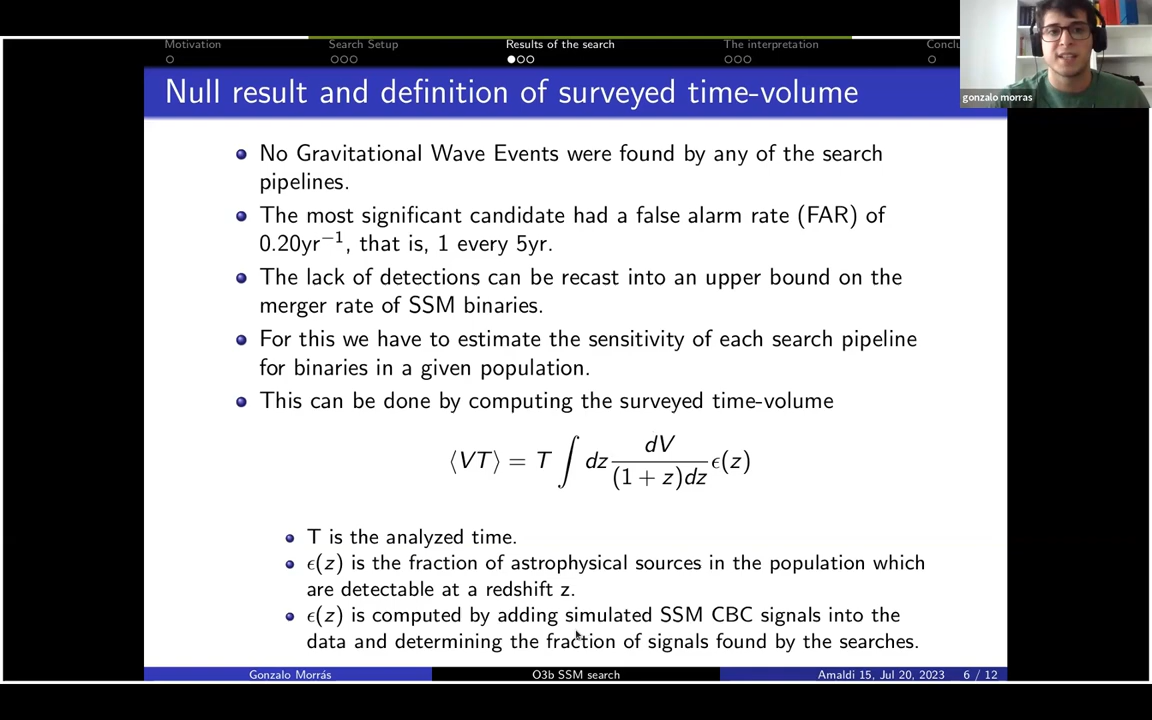 Motivation Search Setup Results of the search The interpretation Conclu
gonzalo morras
Null result and definition of surveyed time-volume
No Gravitational Wave Events were found by any of the search
pipelines.
The most significant candidate had a false alarm rate (FAR) of
0.20yr⁻¹, that is, 1 every 5yr.
The lack of detections can be recast into an upper bound on the
merger rate of SSM binaries.
For this we have to estimate the sensitivity of each search pipeline
for binaries in a given population.
This can be done by computing the surveyed time-volume
⟨VT⟩ = T ∫ dz dV/((1 + z)dz) ϵ(z)
T is the analyzed time.
ϵ(z) is the fraction of astrophysical sources in the population which
are detectable at a redshift z.
ϵ(z) is computed by adding simulated SSM CBC signals into the
data and determining the fraction of signals found by the searches.
Gonzalo Morrás O3b SSM search Amaldi 15, Jul 20, 2023 6 / 12